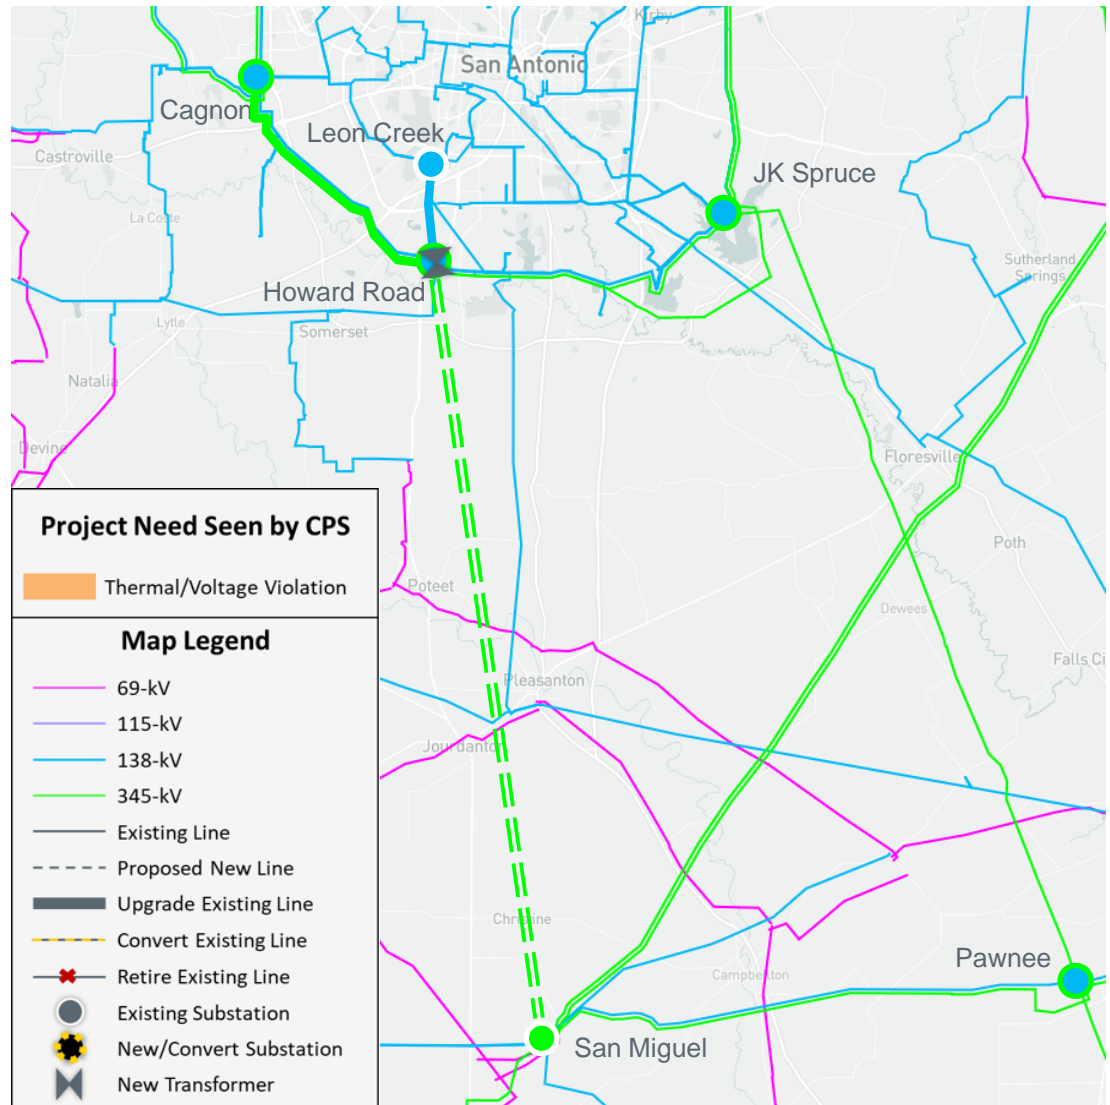 Kirby
San Antonio
Cagnon
Leon Creek
Castroville
JK Spruce
La Coste
Sutherland
Springs
Howard Road
Lytle
Somerset
Natalia
Devine
Floresville
Project Need Seen by CPS
Thermal/Voltage Violation
Poth
Poteet
Dewees
Map Legend
Falls Ci
69-kV
Pleasanton
115-kV
Jourdanton
138-kV
345-kV
Existing Line
Proposed New Line
Upgrade Existing Line
Christine
Convert Existing Line
Pawnee
Retire Existing Line
Campbellton
Existing Substation
New/Convert Substation
San Miguel
New Transformer